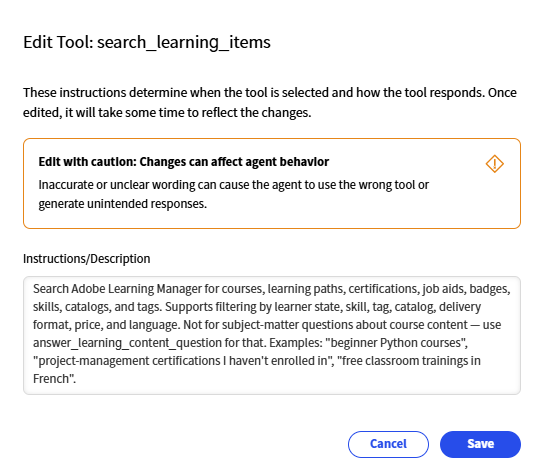 Edit Tool: search_learning_items
These instructions determine when the tool is selected and how the tool responds. Once
edited, it will take some time to reflect the changes.
Edit with caution: Changes can affect agent behavior
Inaccurate or unclear wording can cause the agent to use the wrong tool or
generate unintended responses.
Instructions/Description
Search Adobe Learning Manager for courses, learning paths, certifications, job aids, badges,
skills, catalogs, and tags. Supports filtering by learner state, skill, tag, catalog, delivery
format, price, and language. Not for subject-matter questions about course content — use
answer_learning_content_question for that. Examples: "beginner Python courses",
"project-management certifications I haven't enrolled in", "free classroom trainings in
French".
Cancel
Save